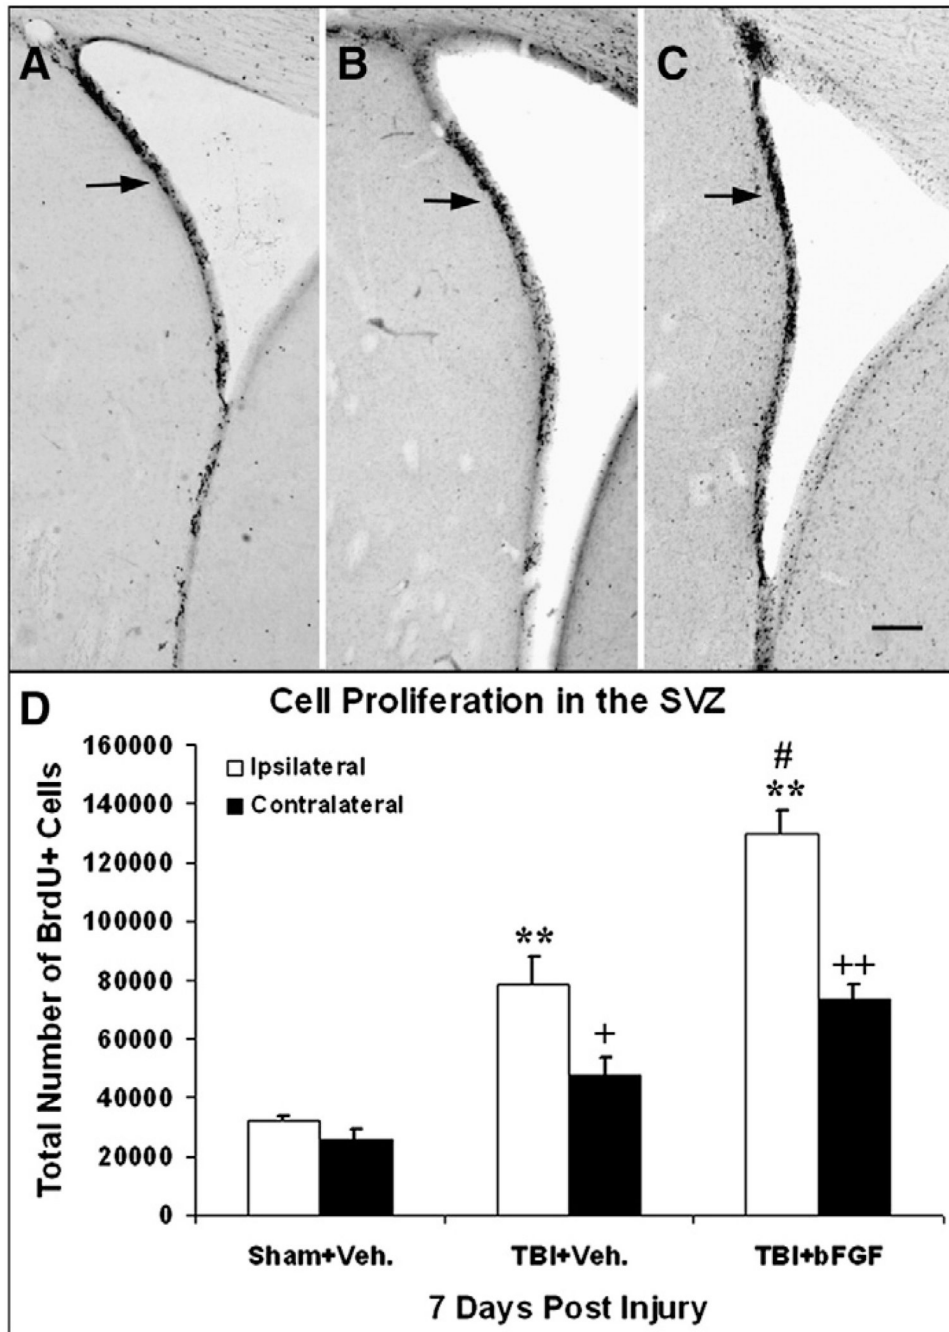 A
B
C
D
Cell Proliferation in the SVZ
Total Number of BrdU+ Cells
160000
140000
120000
100000
80000
60000
40000
20000
0
Ipsilateral
Contralateral
**
+
#
**
++
Sham+Veh.
TBI+Veh.
TBI+bFGF
7 Days Post Injury